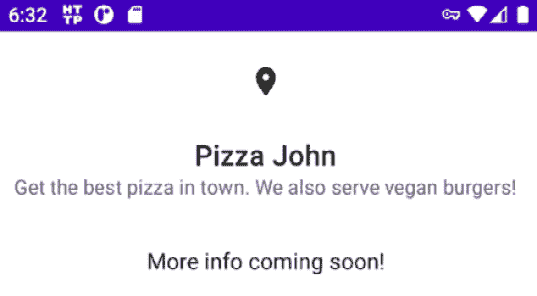 6:32 HT TP
Pizza John
Get the best pizza in town. We also serve vegan burgers!
More info coming soon!